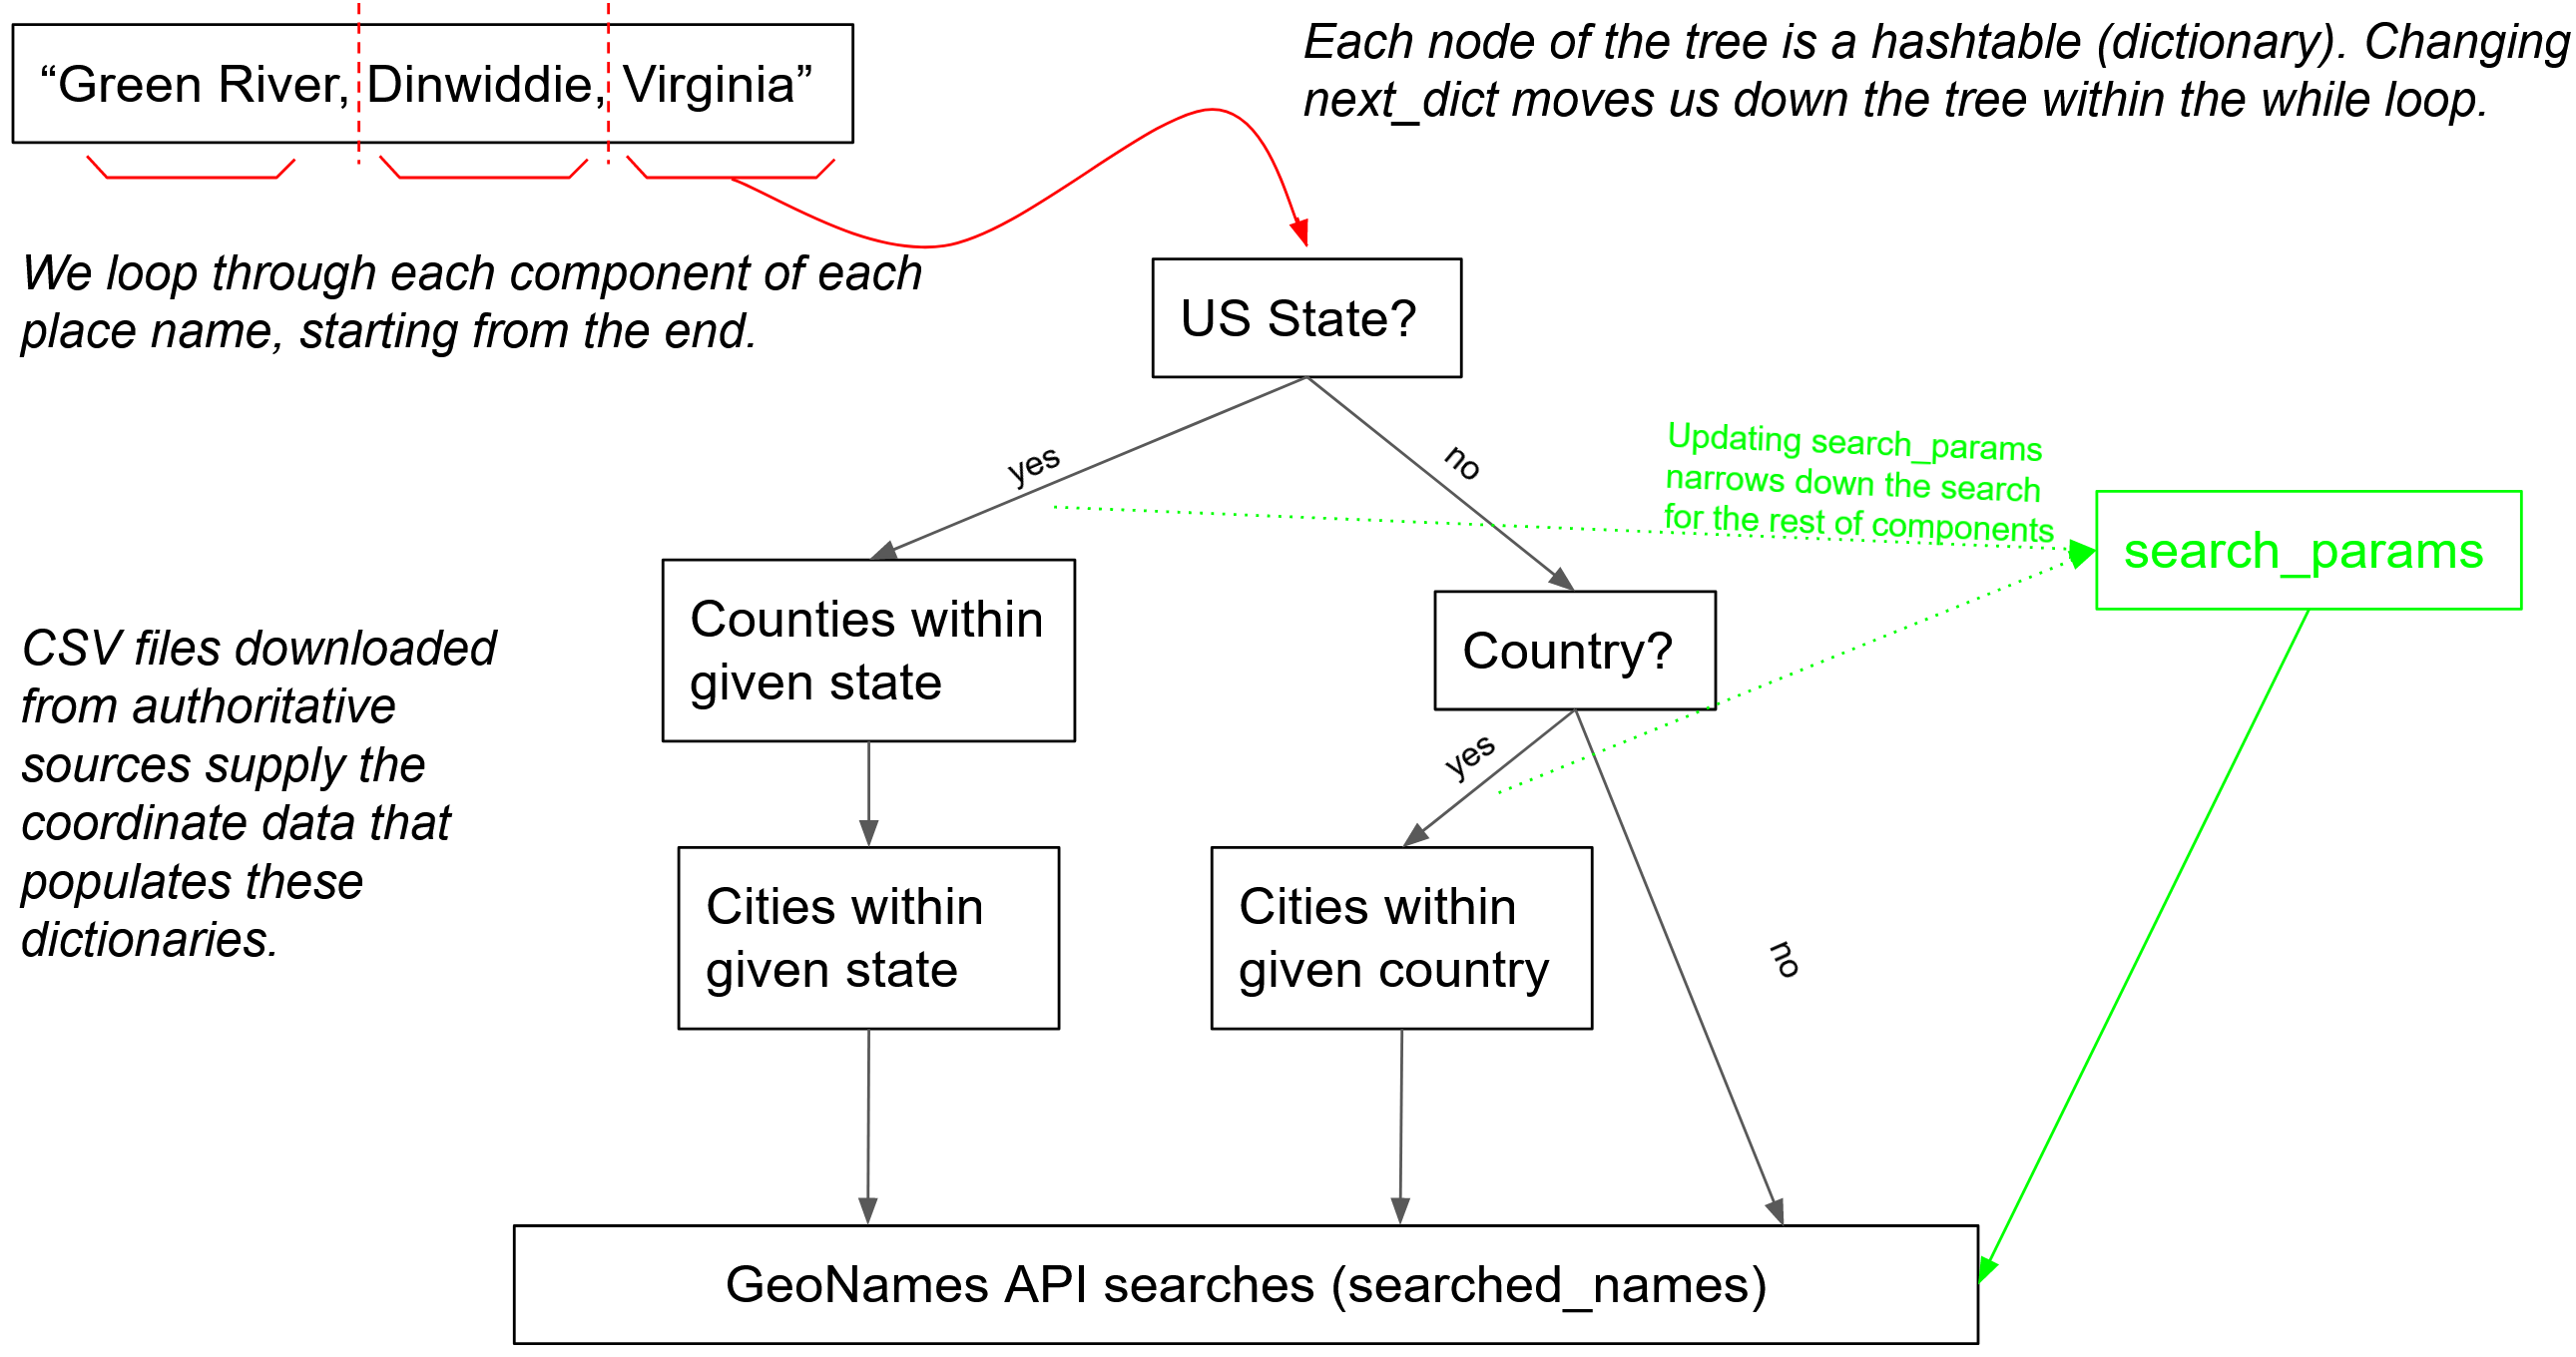 “Green River, Dinwiddie, Virginia”
Each node of the tree is a hashtable (dictionary). Changing
next_dict moves us down the tree within the while loop.
We loop through each component of each
place name, starting from the end.
US State?
yes
no
Updating search_params
narrows down the search
for the rest of components
search_params
Counties within
given state
Country?
CSV files downloaded
from authoritative
sources supply the
coordinate data that
populates these
dictionaries.
yes
no
Cities within
given state
Cities within
given country
GeoNames API searches (searched_names)